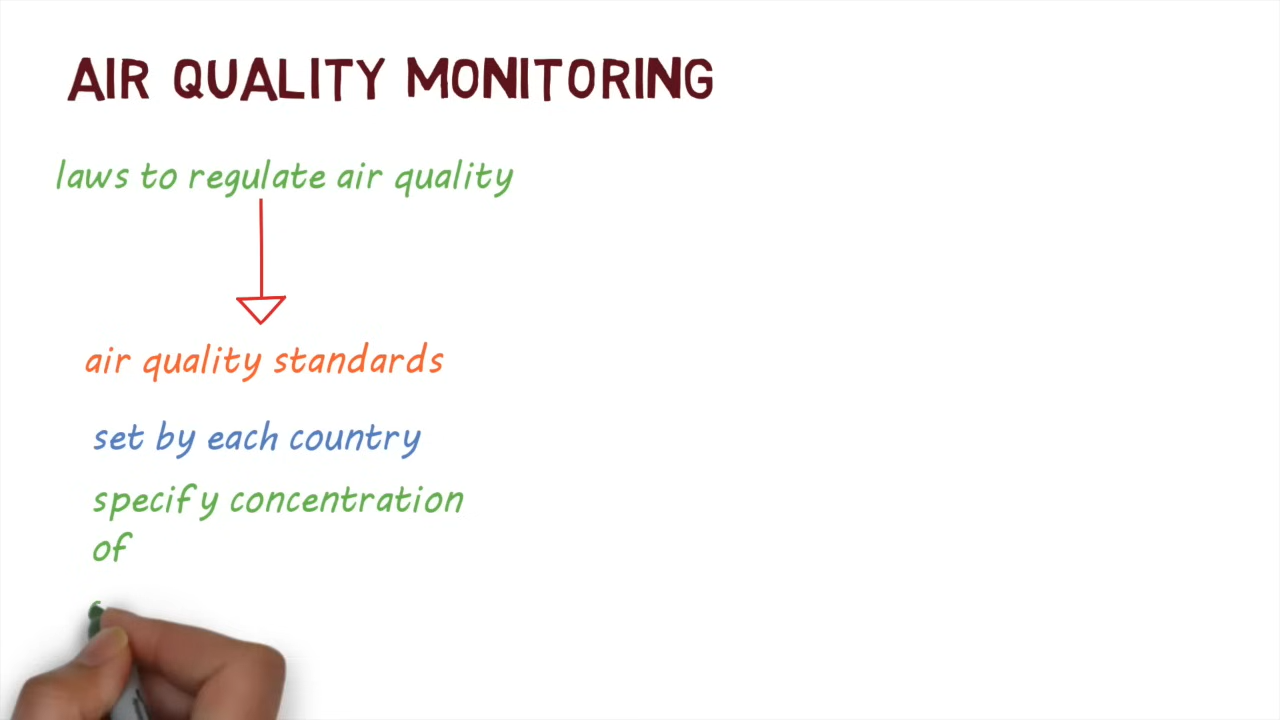 AIR QUALITY MONITORING
laws to regulate air quality
air quality standards
set by each country
specify concentration
of